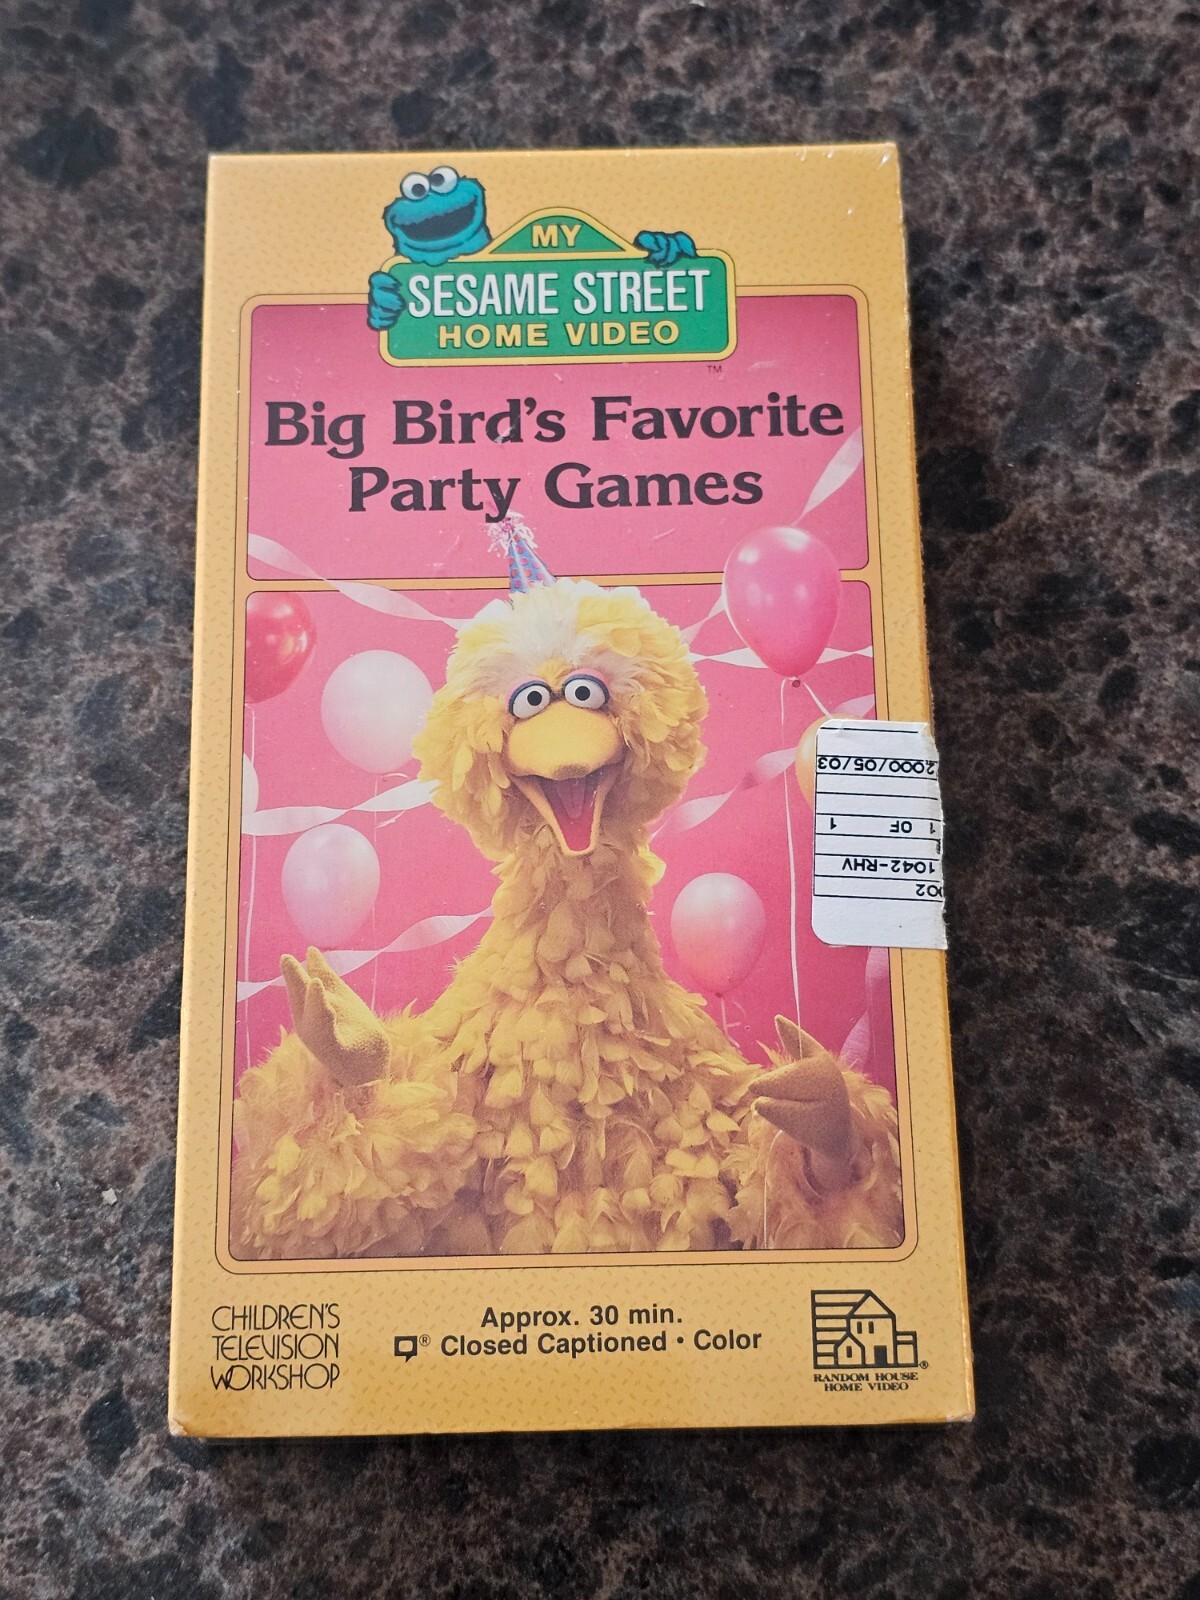 MY
SESAME STREET
HOME VIDEO
TM
Big Bird's Favorite
Party Games
002
1042-RHV
1 OF 1
2000/05/03
CHILDREN'S
TELEVISION
WORKSHOP
Approx. 30 min.
® Closed Captioned • Color
®
RANDOM HOUSE
HOME VIDEO